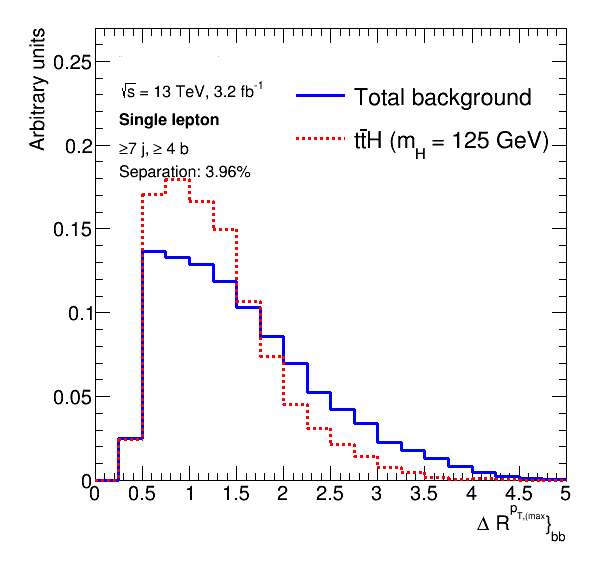 Arbitrary units
0.25
0.2
0.15
0.1
0.05
0
√s = 13 TeV, 3.2 fb⁻¹
Single lepton
≥7 j, ≥ 4 b
Separation: 3.96%
Total background
tt̄H (m_H = 125 GeV)
0 0.5 1 1.5 2 2.5 3 3.5 4 4.5 5
Δ R^{p_{T,(max}}}_{bb}